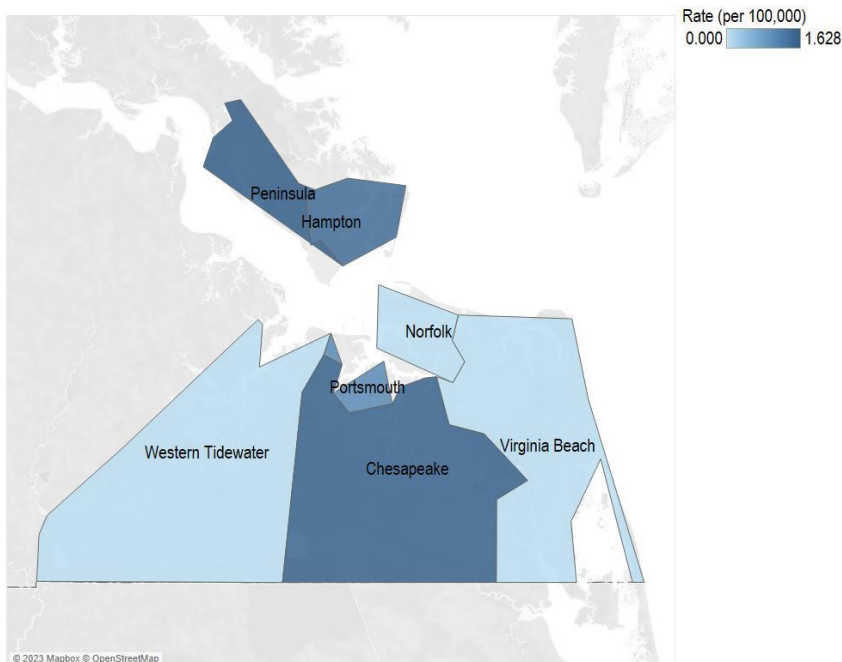 Rate (per 100,000)
0.000 1.628
Peninsula
Hampton
Norfolk
Portsmouth
Western Tidewater
Virginia Beach
Chesapeake
© 2023 Mapbox © OpenStreetMap